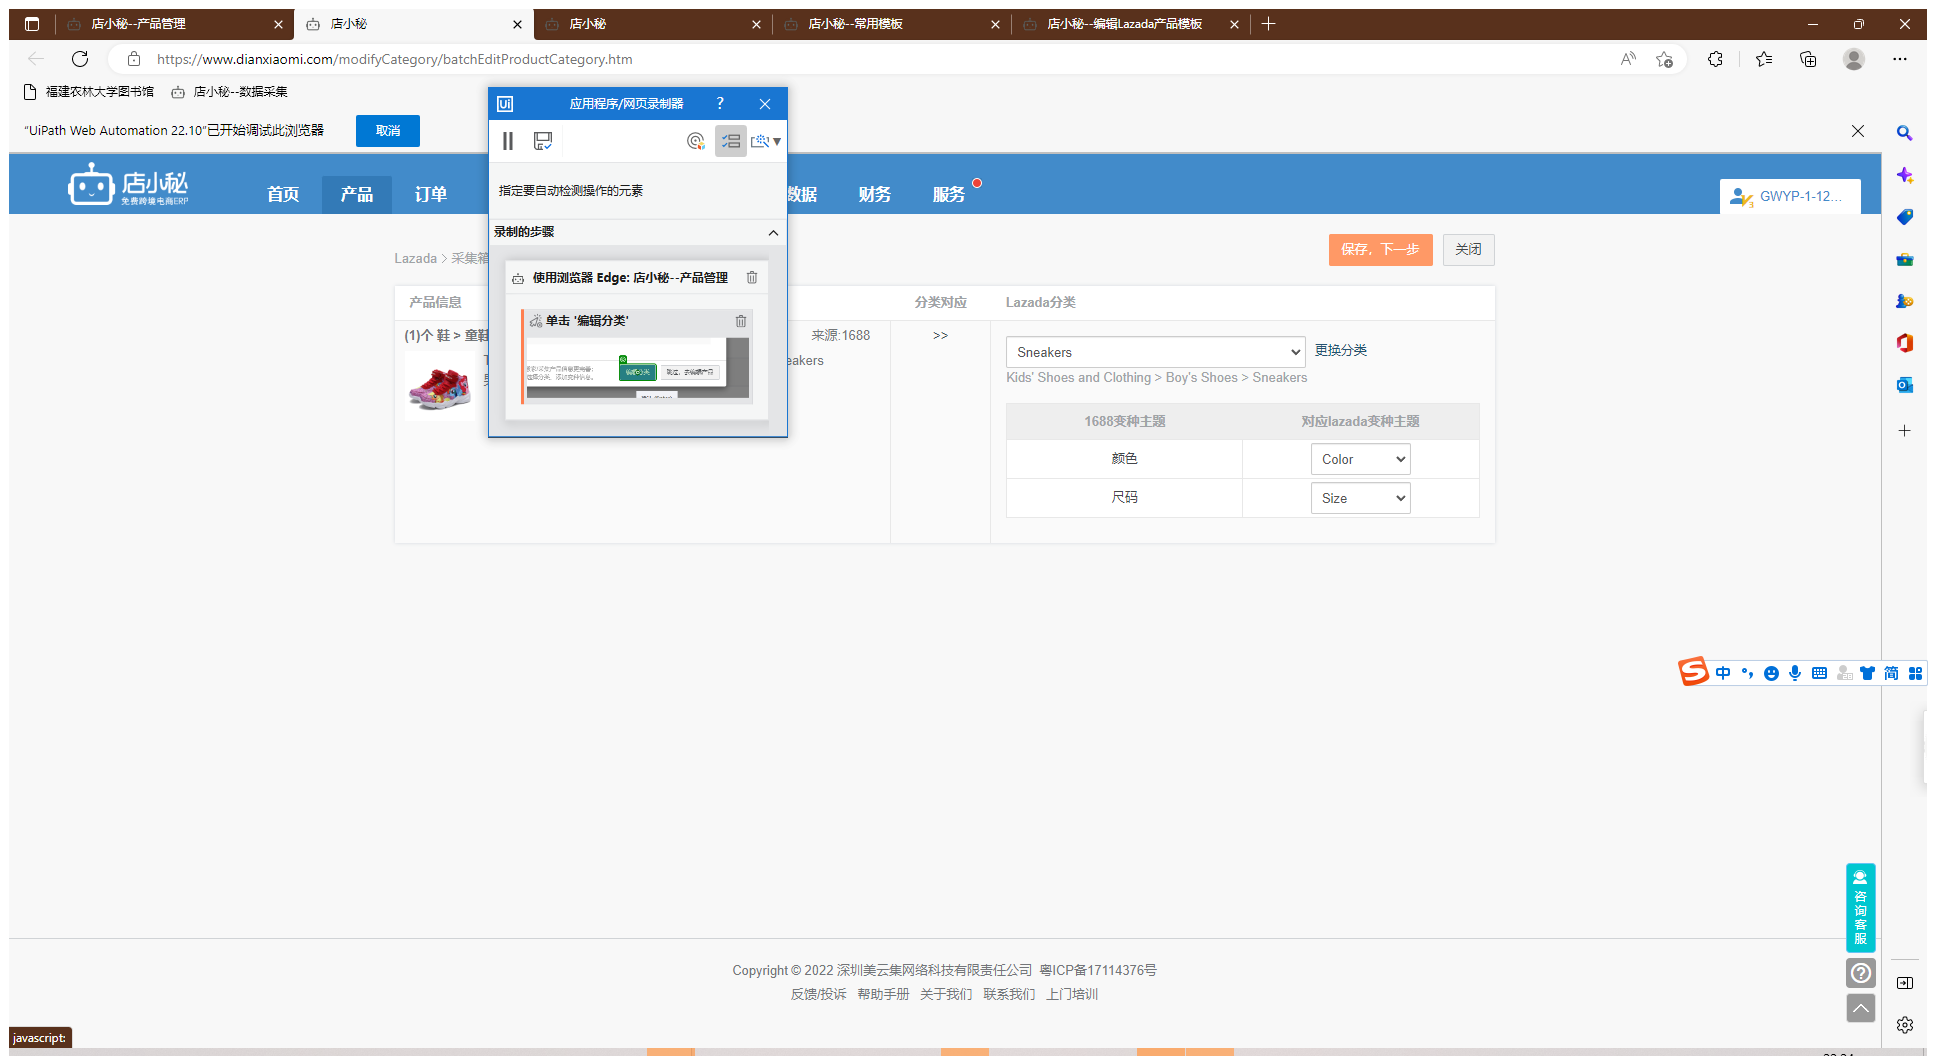 店小秘--产品管理
店小秘
店小秘
店小秘--常用模板
店小秘--编辑Lazada产品模板
https://www.dianxiaomi.com/modifyCategory/batchEditProductCategory.htm
福建农林大学图书馆
店小秘--数据采集
"UiPath Web Automation 22.10"已开始调试此浏览器
取消
店小秘
免费跨境电商ERP
首页
产品
订单
数据
财务
服务
GWYP-1-12...
Ui
应用程序/网页录制器
?
指定要自动检测操作的元素
录制的步骤
使用浏览器 Edge: 店小秘--产品管理
单击 '编辑分类'
编辑分类
Lazada > 采集箱
保存，下一步
关闭
产品信息
分类对应
Lazada分类
(1)个 鞋 > 童鞋
来源:1688
eakers
>>
Sneakers
更换分类
Kids' Shoes and Clothing > Boy's Shoes > Sneakers
1688变种主题
对应lazada变种主题
颜色
Color
尺码
Size
中
简
咨询客服
Copyright © 2022 深圳美云集网络科技有限责任公司 粤ICP备17114376号
反馈/投诉 帮助手册 关于我们 联系我们 上门培训
javascript: